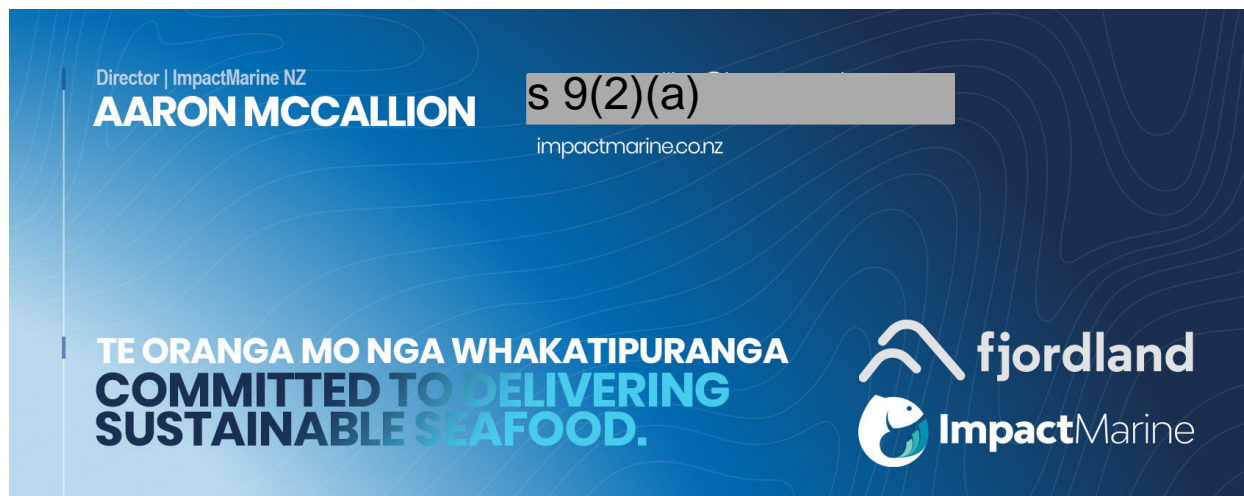 Director | ImpactMarine NZ
AARON MCCALLION
s 9(2)(a)
impactmarine.co.nz
TE ORANGA MO NGA WHAKATIPURANGA
COMMITTED TO DELIVERING
SUSTAINABLE SEAFOOD.
fjordland
ImpactMarine